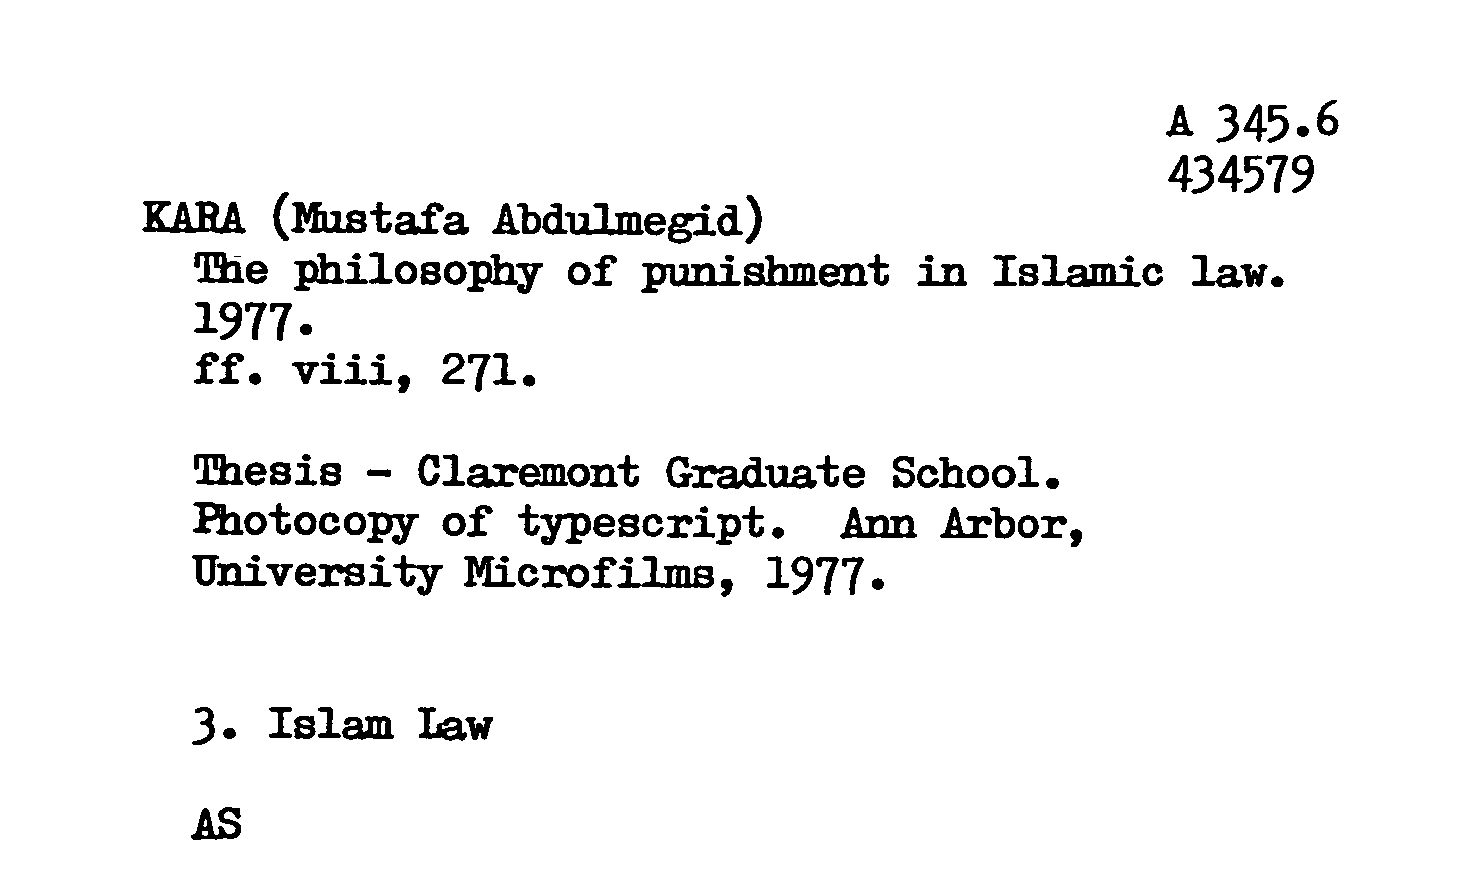 A 345.6
434579
KARA (Mustafa Abdulmegid)
The philosophy of punishment in Islamic law.
1977.
ff. viii, 271.
Thesis - Claremont Graduate School.
Photocopy of typescript. Ann Arbor,
University Microfilms, 1977.
3. Islam Law
AS